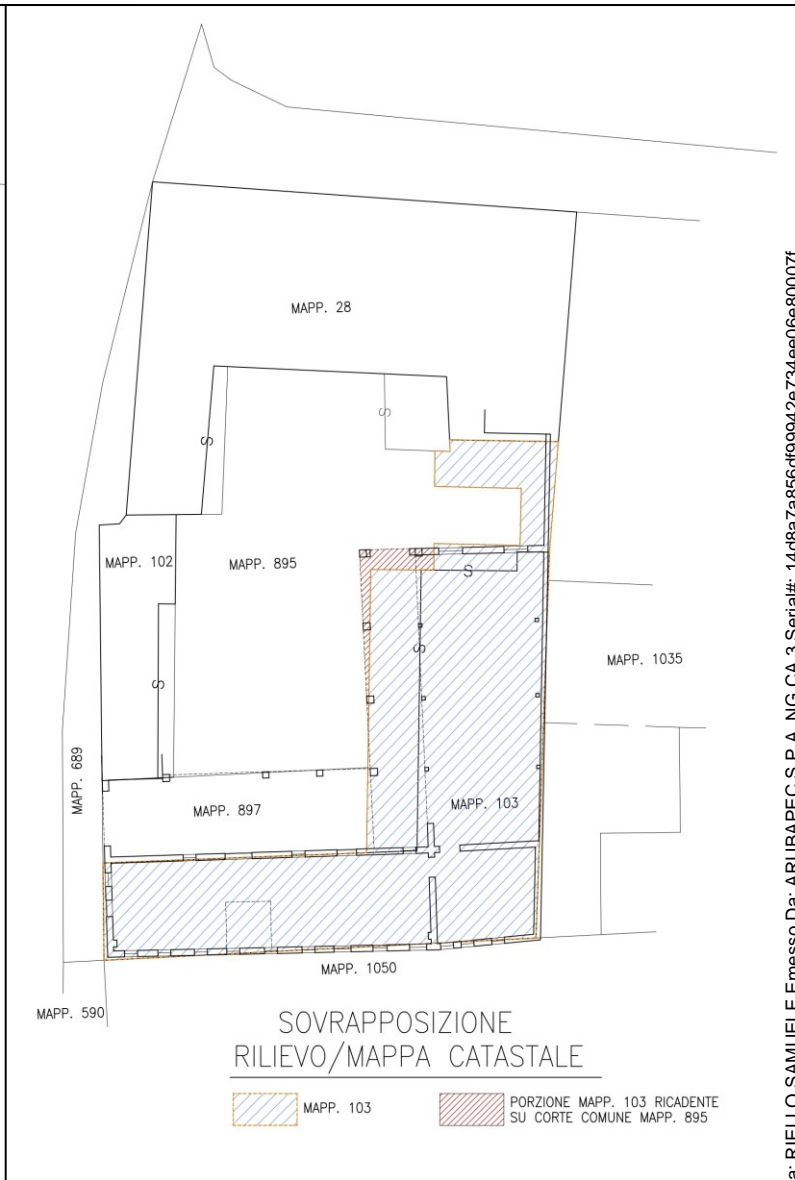 MAPP. 28
S
S
MAPP. 102
MAPP. 895
S
S
S
MAPP. 1035
MAPP. 689
MAPP. 897
MAPP. 103
MAPP. 1050
MAPP. 590
SOVRAPPOSIZIONE
RILIEVO/MAPPA CATASTALE
MAPP. 103
PORZIONE MAPP. 103 RICADENTE
SU CORTE COMUNE MAPP. 895
a: RIELLO SAMUELE Emesso Da: ARUBAPEC S.P.A. NG CA 3 Serial#: 14d8a7a856df99942e734ee06e80007f